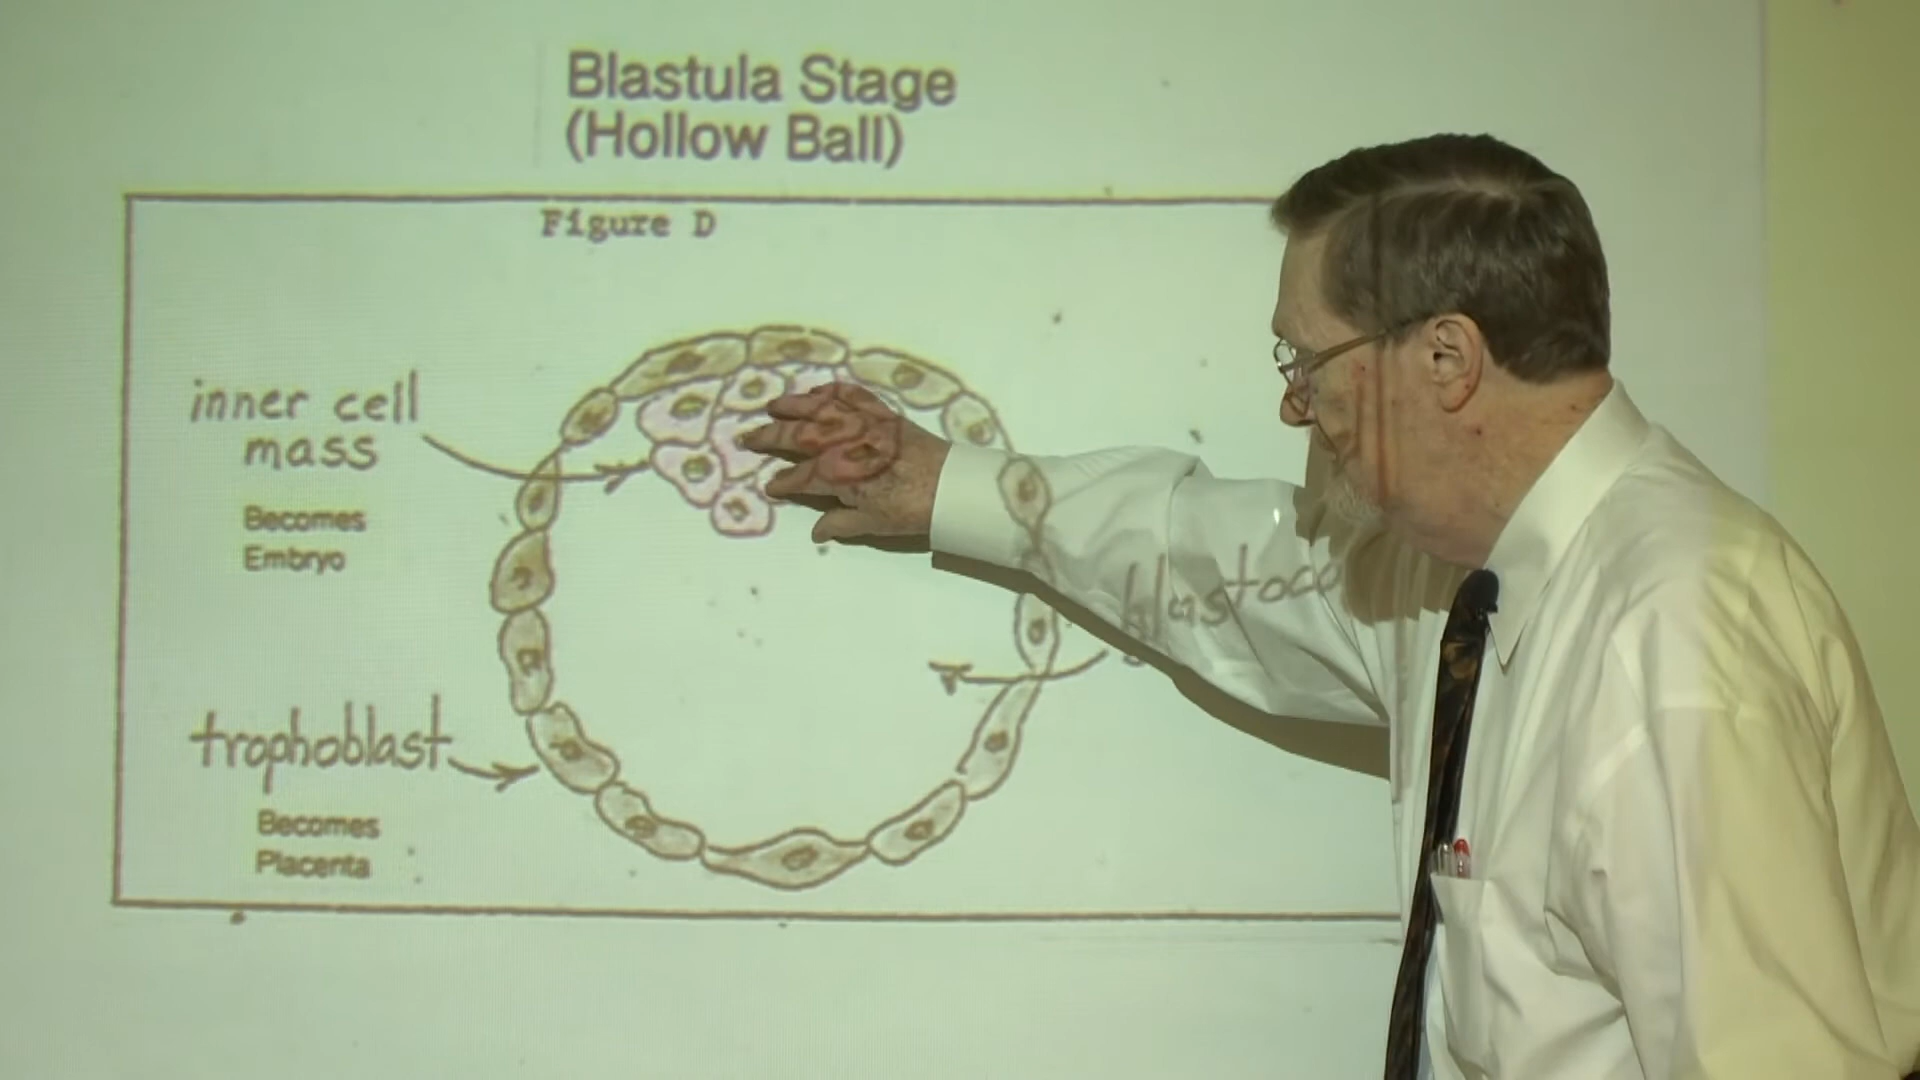 Blastula Stage
(Hollow Ball)
Figure D
inner cell
mass
Becomes
Embryo
trophoblast
Becomes
Placenta